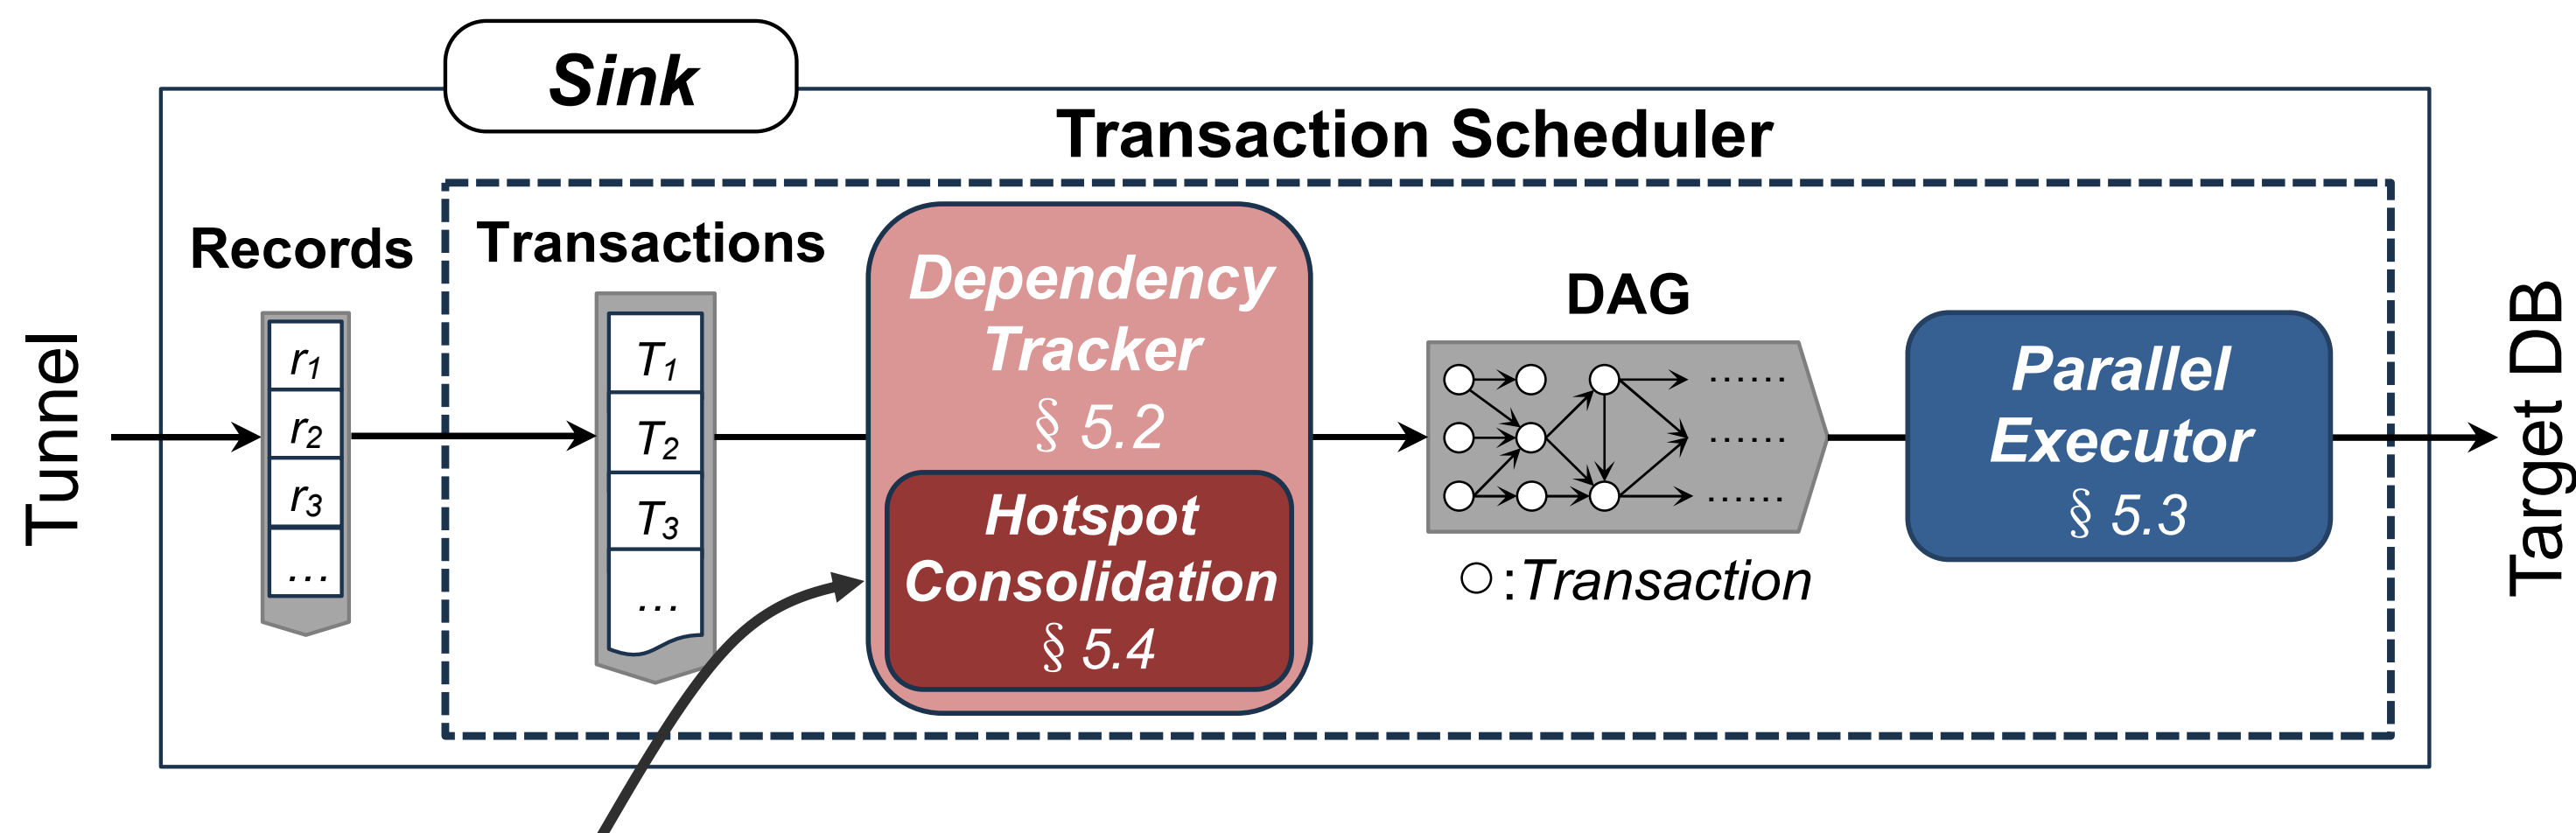 Sink
Transaction Scheduler
Tunnel
Records
r1
r2
r3
...
Transactions
T1
T2
T3
...
Dependency
Tracker
§ 5.2
Hotspot
Consolidation
§ 5.4
DAG
......
......
......
:Transaction
Parallel
Executor
§ 5.3
Target DB